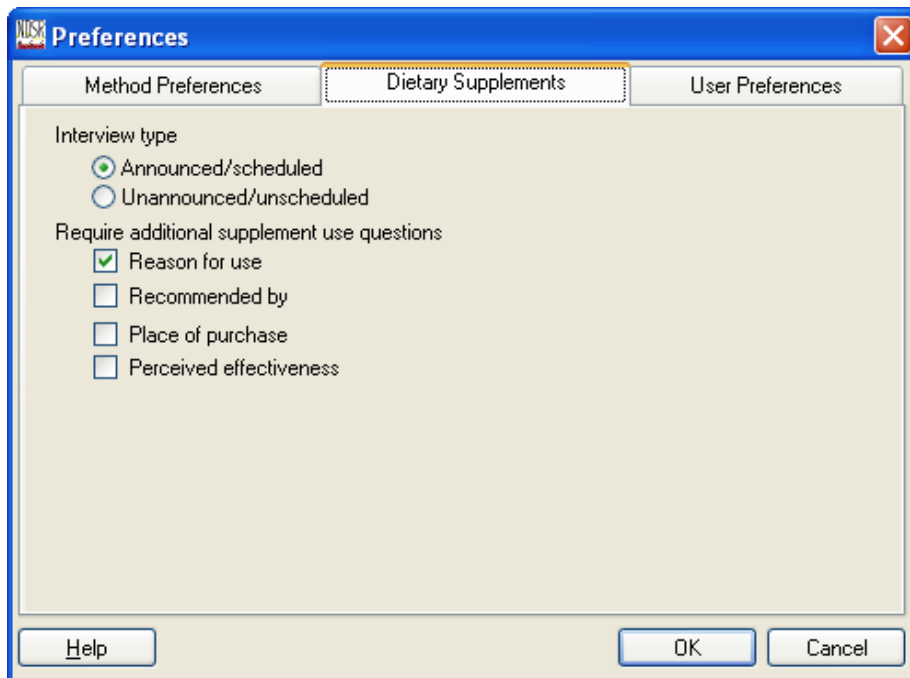 NDSR Preferences
Method Preferences Dietary Supplements User Preferences
Interview type
Announced/scheduled
Unannounced/unscheduled
Require additional supplement use questions
Reason for use
Recommended by
Place of purchase
Perceived effectiveness
Help OK Cancel